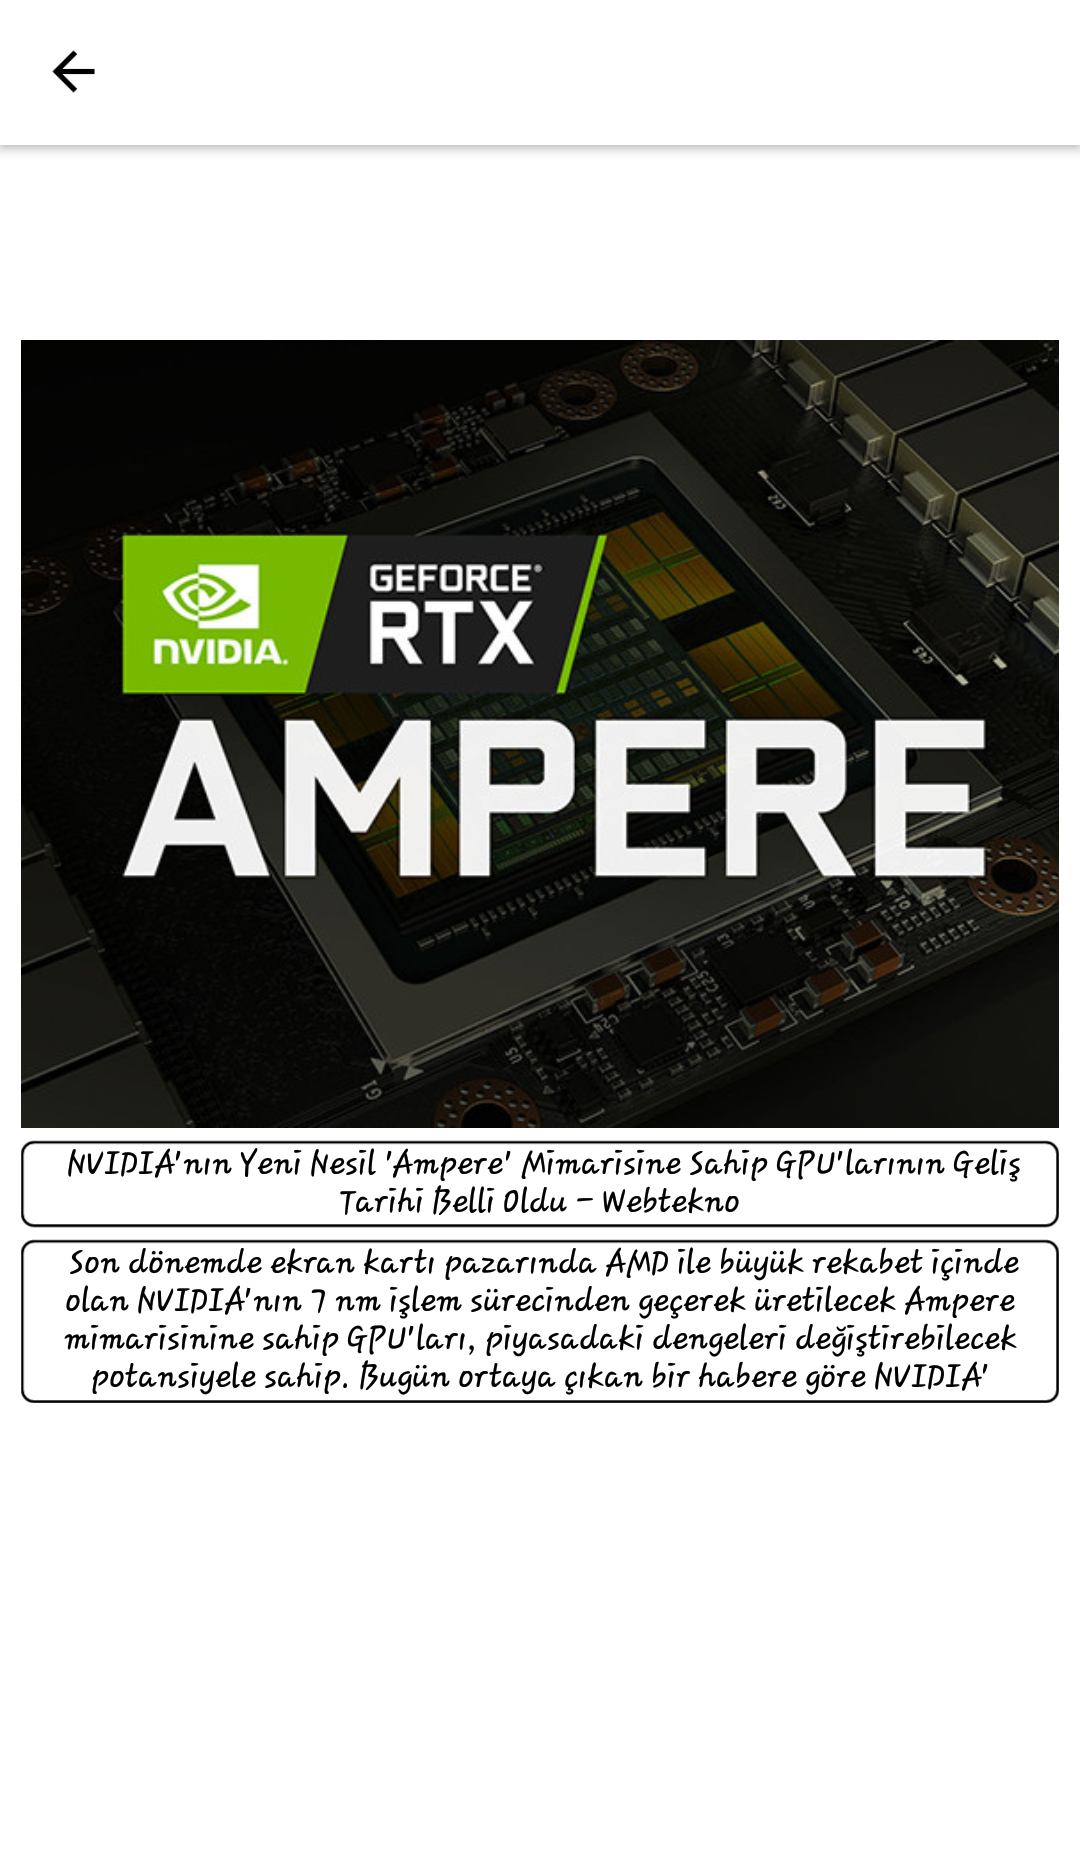 NVIDIA.
GEFORCE®
RTX
AMPERE
NVIDIA'nın Yeni Nesil 'Ampere' Mimarisine Sahip GPU'larının Geliş
Tarihi Belli Oldu - Webtekno
Son dönemde ekran kartı pazarında AMD ile büyük rekabet içinde
olan NVIDIA'nın 7 nm işlem sürecinden geçerek üretilecek Ampere
mimarisinine sahip GPU'ları, piyasadaki dengeleri değiştirebilecek
potansiyele sahip. Bugün ortaya çıkan bir habere göre NVIDIA'